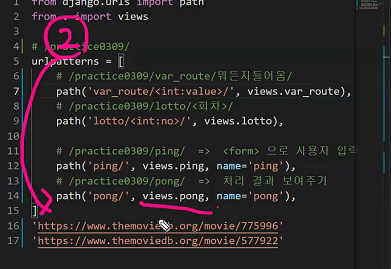 1 from django.urls import path
2 from . import views
3
4 # /practice0309/
5 urlpatterns = [
6 # /practice0309/var_route/뭐든지들어옴/
7 path('var_route/<int:value>/', views.var_route),
8 # /practice0309/lotto/<회차>/
9 path('lotto/<int:no>/', views.lotto),
10
11 # /practice0309/ping/ => <form> 으로 사용자 입력
12 path('ping/', views.ping, name='ping'),
13 # /practice0309/pong/ => 처리 결과 보여주기
14 path('pong/', views.pong, name='pong'),
15 ]
16 'https://www.themoviedb.org/movie/775996'
17 'https://www.themoviedb.org/movie/577922'
2